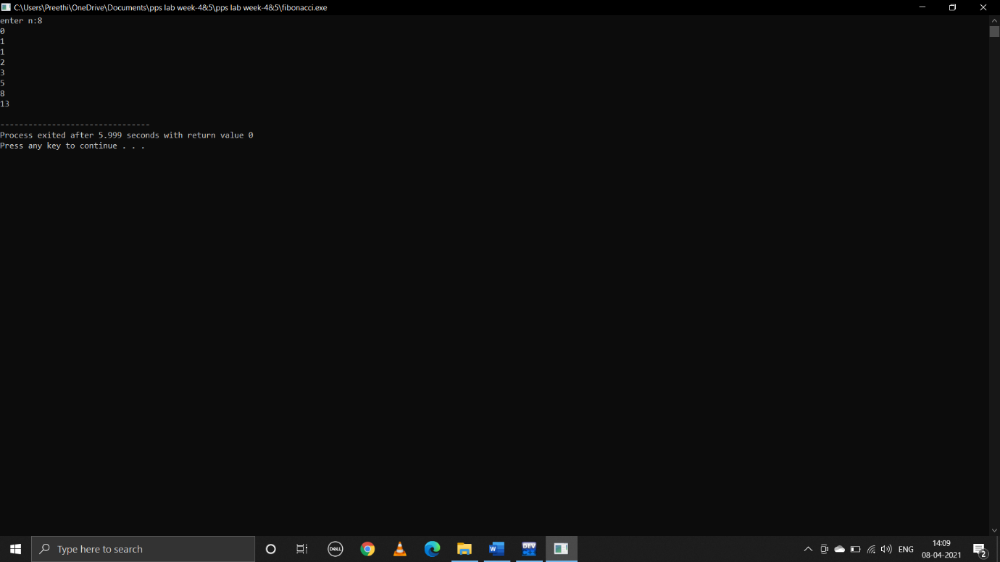 C:\Users\Preethi\OneDrive\Documents\pps lab week-4&5\pps lab week-4&5\fibonacci.exe
enter n:8
0
1
1
2
3
5
8
13
--------------------------------
Process exited after 5.999 seconds with return value 0
Press any key to continue . . .
Type here to search
DELL
W
DEV
C++
ENG
14:09
08-04-2021
2